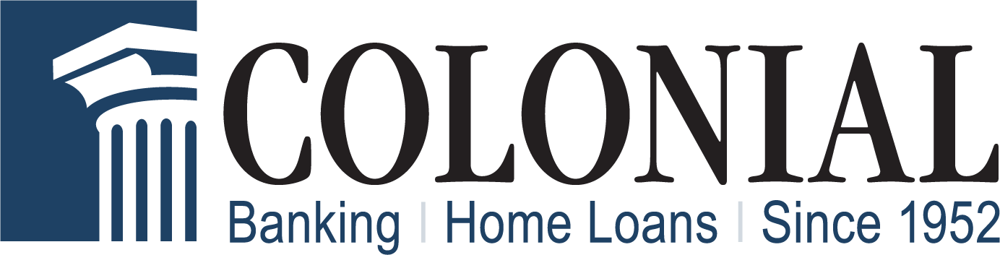 COLONIAL
Banking | Home Loans | Since 1952